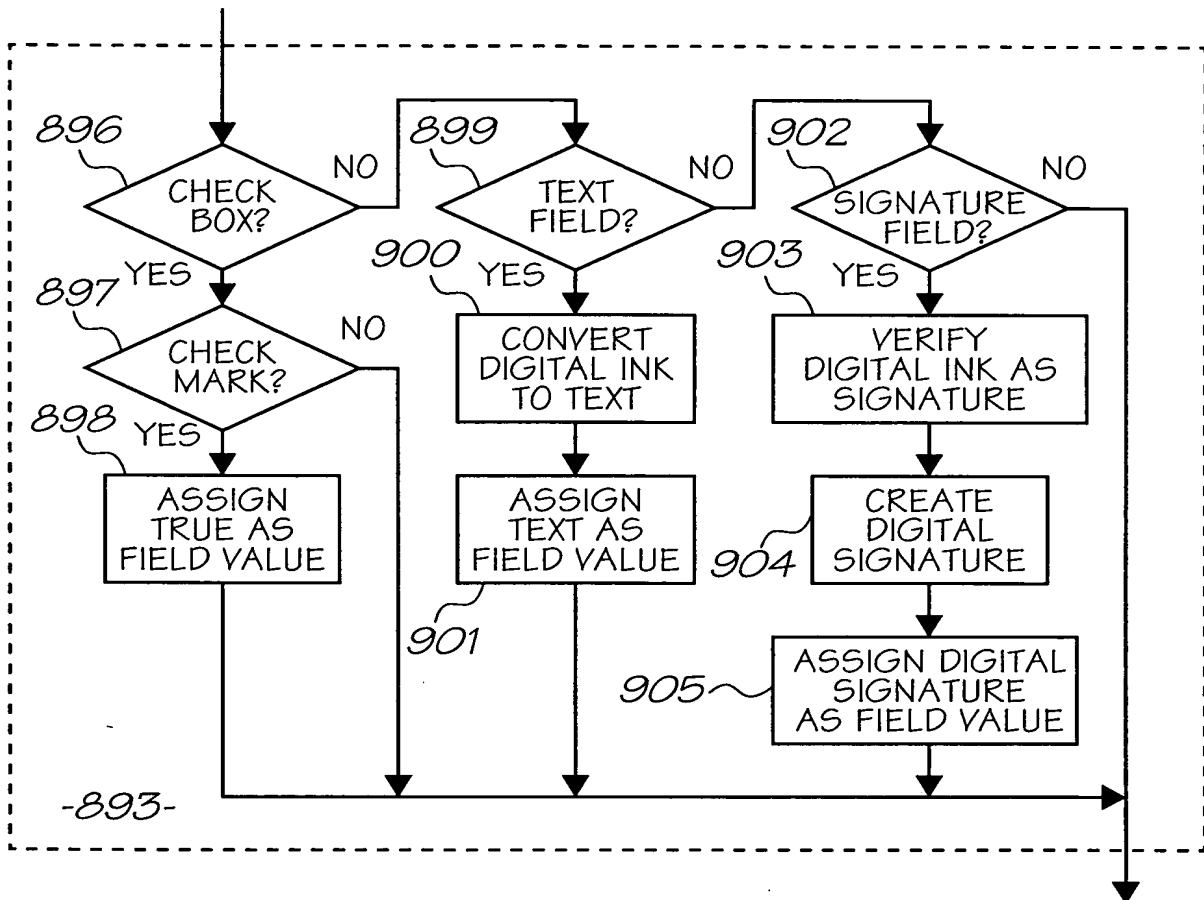 896
CHECK
BOX?
NO
YES
897
CHECK
MARK?
NO
YES
898
ASSIGN
TRUE AS
FIELD VALUE
899
TEXT
FIELD?
NO
YES
900
CONVERT
DIGITAL INK
TO TEXT
ASSIGN
TEXT AS
FIELD VALUE
901
902
SIGNATURE
FIELD?
NO
YES
903
VERIFY
DIGITAL INK AS
SIGNATURE
CREATE
DIGITAL
SIGNATURE
904
ASSIGN DIGITAL
SIGNATURE
AS FIELD VALUE
905
-893-